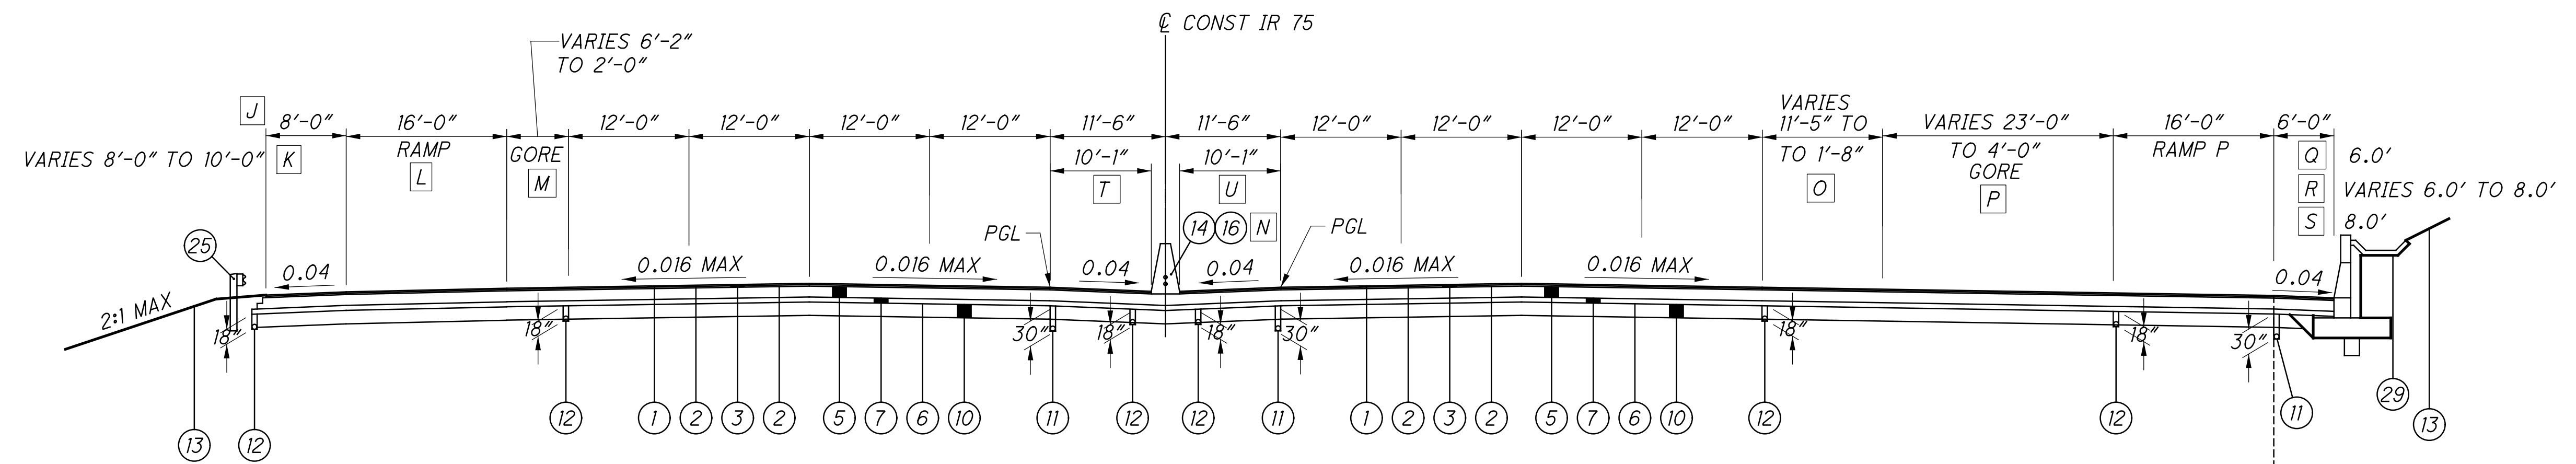 ℄ CONST IR 75
VARIES 6'-2"
TO 2'-0"
J
8'-0"
16'-0"
12'-0"
12'-0"
12'-0"
12'-0"
11'-6"
11'-6"
12'-0"
12'-0"
12'-0"
12'-0"
VARIES
11'-5" TO
TO 1'-8"
O
VARIES 23'-0"
TO 4'-0"
GORE
P
16'-0"
RAMP P
6'-0"
VARIES 8'-0" TO 10'-0"
K
RAMP
L
GORE
M
10'-1"
T
10'-1"
U
Q 6.0'
R VARIES 6.0' TO 8.0'
S 8.0'
PGL
14 16 N
PGL
25
0.04
0.016 MAX
0.016 MAX
0.04
0.04
0.016 MAX
0.016 MAX
0.04
2:1 MAX
18"
18"
30"
18"
18"
30"
18"
18"
30"
13
12
12
1
2
3
2
5
7
6
10
11
12
12
11
1
2
3
2
5
7
6
10
12
12
11
29
13